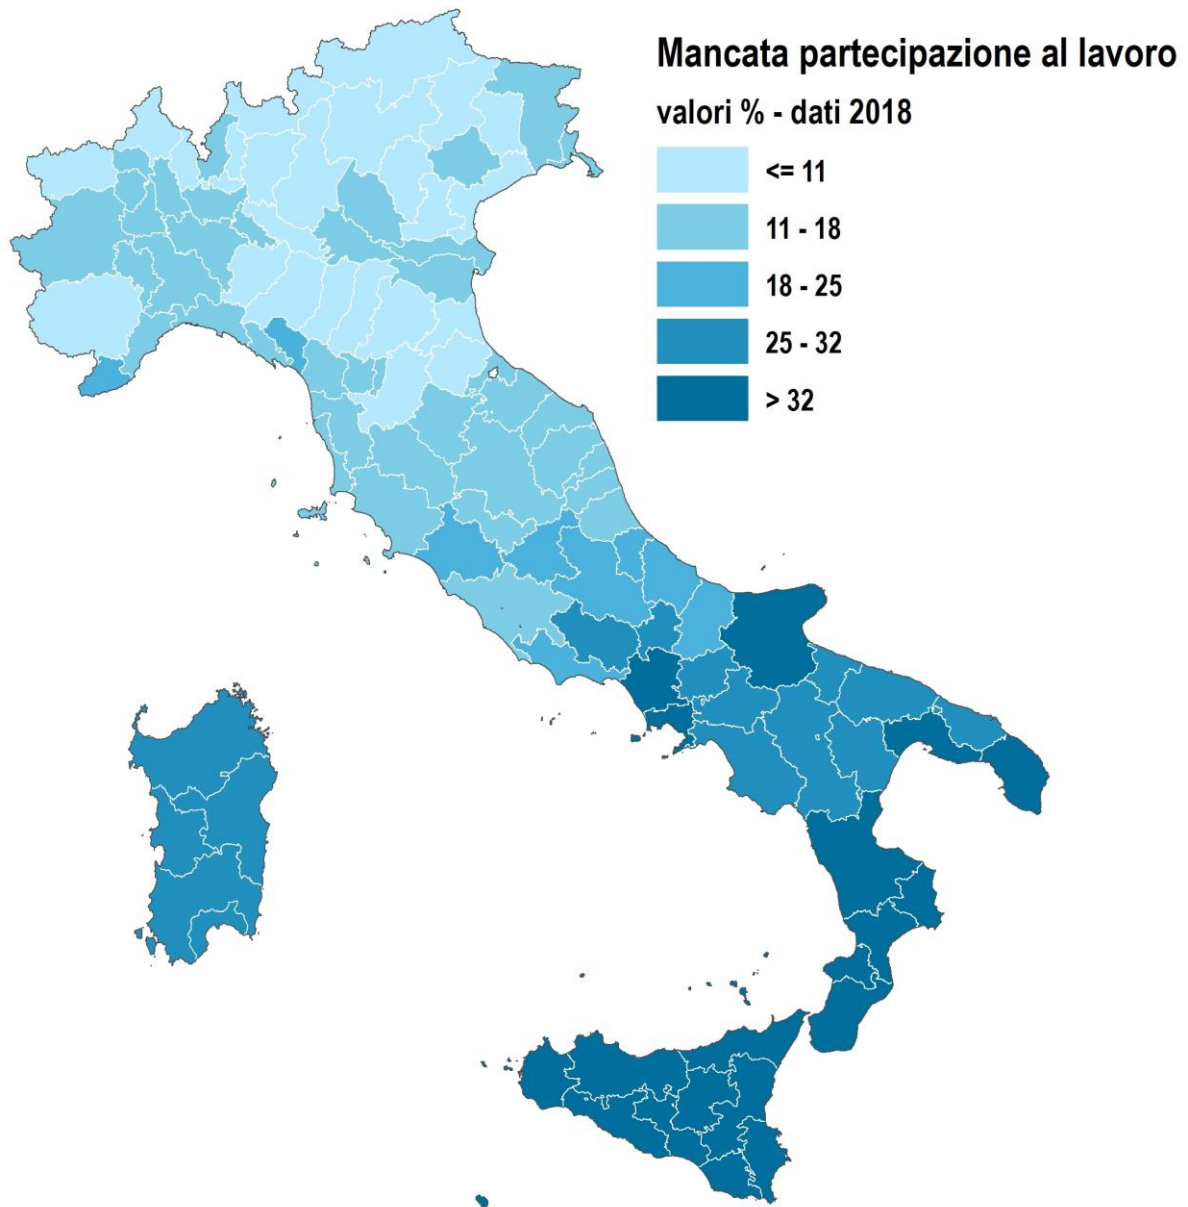 Mancata partecipazione al lavoro
valori % - dati 2018
<= 11
11 - 18
18 - 25
25 - 32
> 32